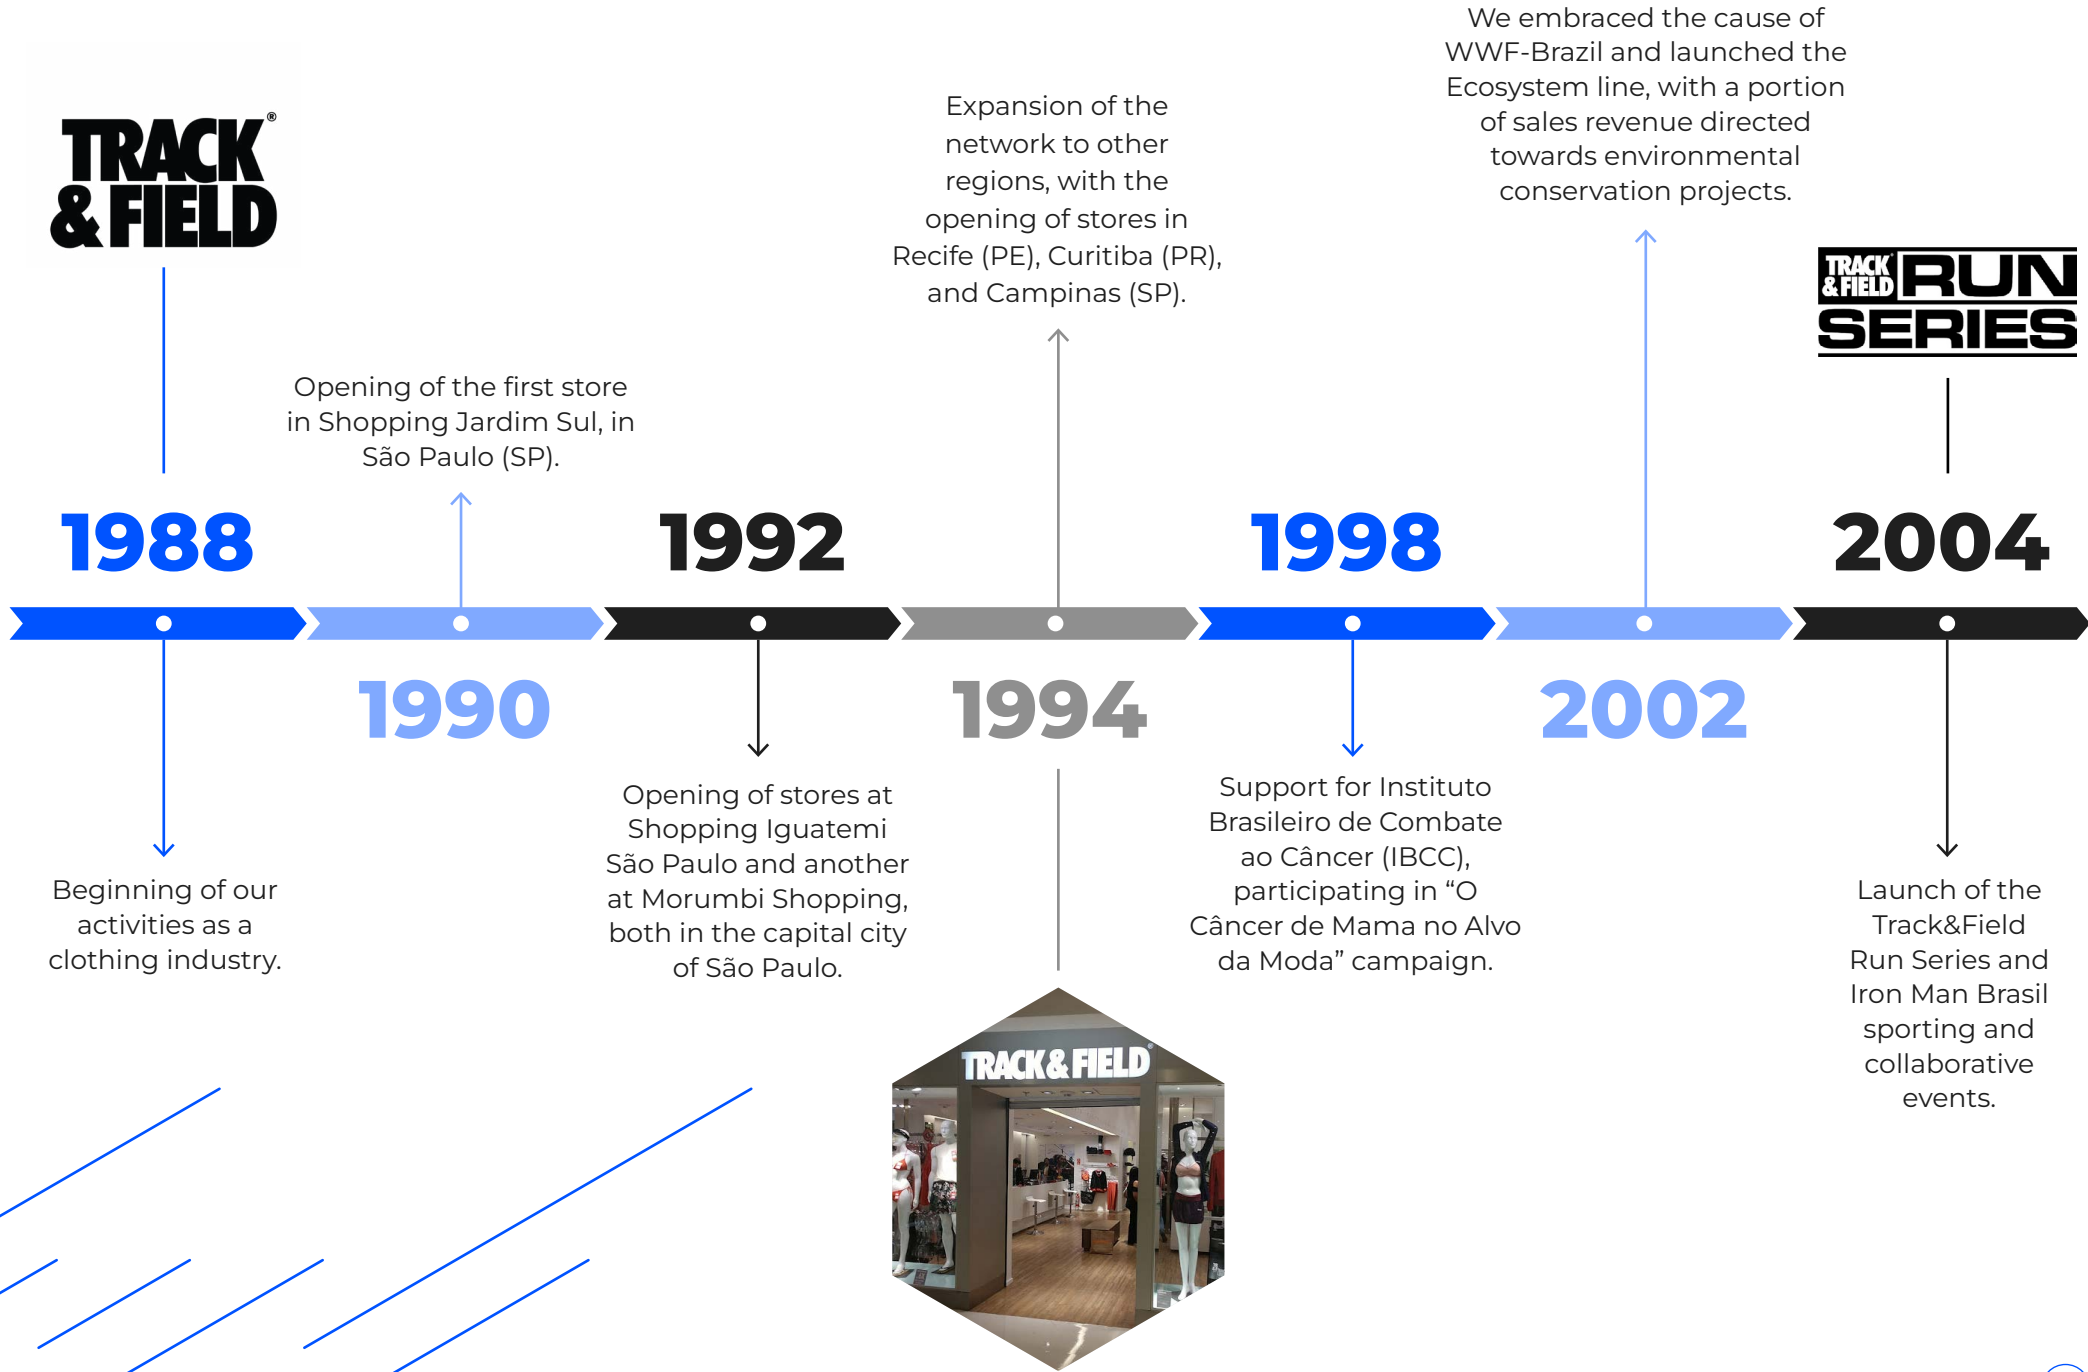 TRACK
& FIELD®
1988
Beginning of our
activities as a
clothing industry.
Opening of the first store
in Shopping Jardim Sul, in
São Paulo (SP).
1990
1992
Opening of stores at
Shopping Iguatemi
São Paulo and another
at Morumbi Shopping,
both in the capital city
of São Paulo.
Expansion of the
network to other
regions, with the
opening of stores in
Recife (PE), Curitiba (PR),
and Campinas (SP).
1994
TRACK & FIELD
1998
Support for Instituto
Brasileiro de Combate
ao Câncer (IBCC),
participating in “O
Câncer de Mama no Alvo
da Moda” campaign.
We embraced the cause of
WWF-Brazil and launched the
Ecosystem line, with a portion
of sales revenue directed
towards environmental
conservation projects.
2002
TRACK
& FIELD
RUN
SERIES
2004
Launch of the
Track&Field
Run Series and
Iron Man Brasil
sporting and
collaborative
events.